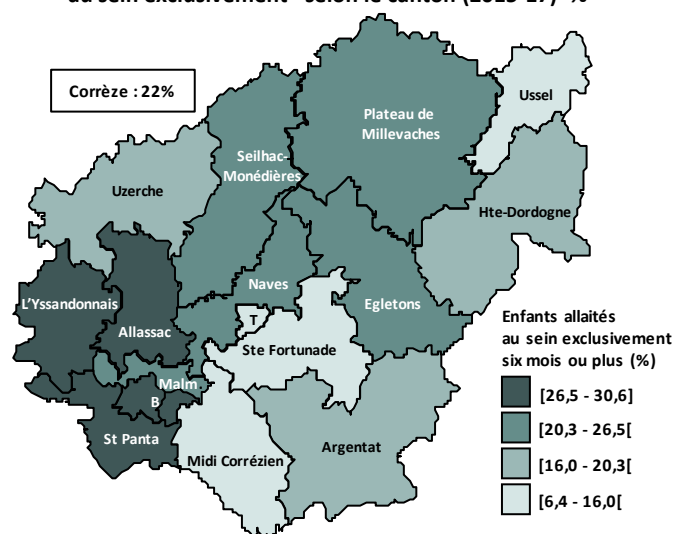 au sein exclusivement selon le canton (2015-17) %
Corrèze : 22%
Ussel
Plateau de
Millevaches
Seilhac-
Monédières
Uzerche
Hte-Dordogne
Naves
L'Yssandonnais
Egletons
T
Allassac
Ste Fortunade
Malm.
B
St Panta
Midi Corrézien
Argentat
Enfants allaités
au sein exclusivement
six mois ou plus (%)
[26,5 - 30,6]
[20,3 - 26,5[
[16,0 - 20,3[
[6,4 - 16,0[